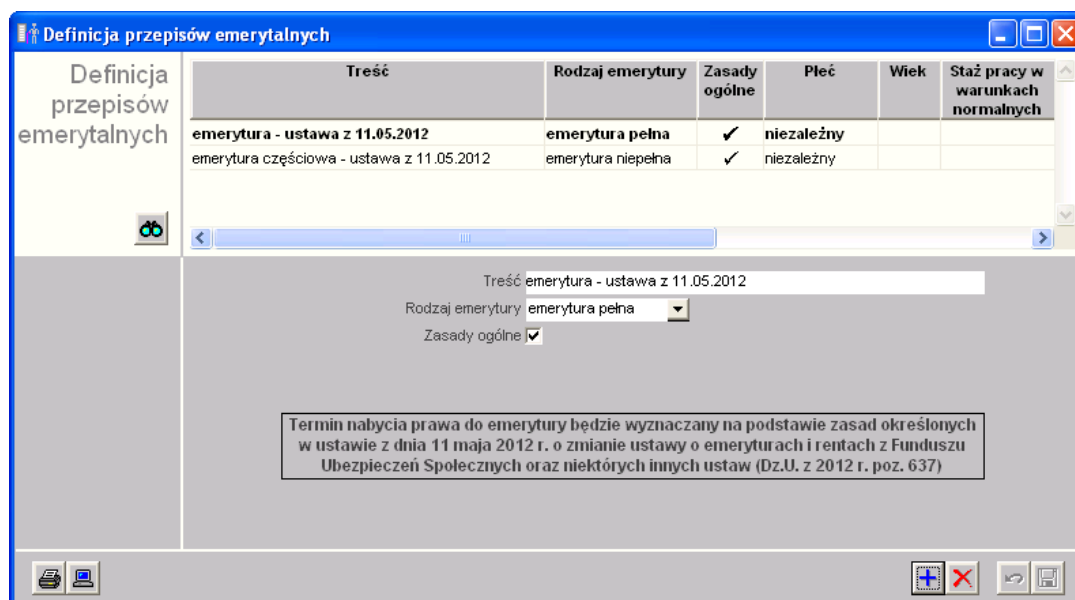 Definicja przepisów emerytalnych
Definicja
przepisów
emerytalnych
Treść Rodzaj emerytury Zasady ogólne Płeć Wiek Staż pracy w warunkach normalnych
emerytura - ustawa z 11.05.2012 emerytura pełna ✓ niezależny
emerytura częściowa - ustawa z 11.05.2012 emerytura niepełna ✓ niezależny
Treść emerytura - ustawa z 11.05.2012
Rodzaj emerytury emerytura pełna
Zasady ogólne
Termin nabycia prawa do emerytury będzie wyznaczany na podstawie zasad określonych
w ustawie z dnia 11 maja 2012 r. o zmianie ustawy o emeryturach i rentach z Funduszu
Ubezpieczeń Społecznych oraz niektórych innych ustaw (Dz.U. z 2012 r. poz. 637)